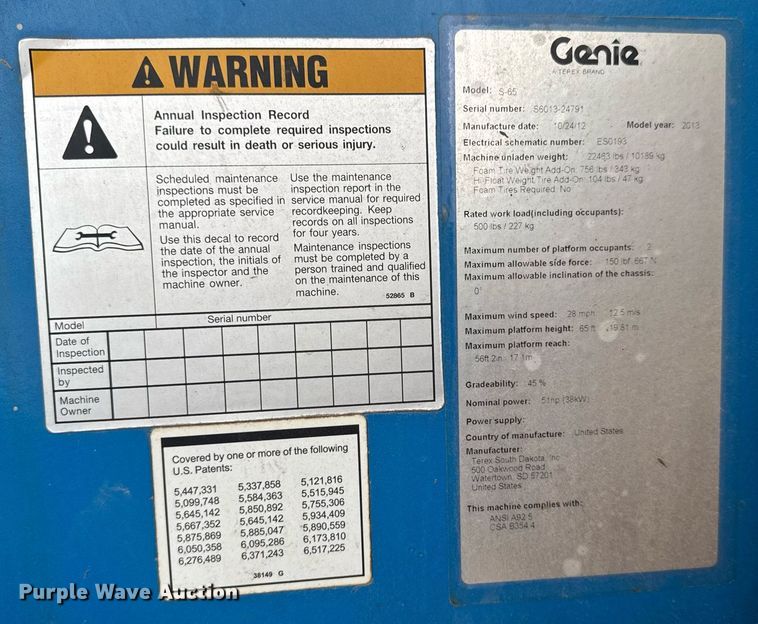 WARNING
Annual Inspection Record
Failure to complete required inspections
could result in death or serious injury.
Scheduled maintenance
inspections must be
completed as specified in
the appropriate service
manual.
Use this decal to record
the date of the annual
inspection, the initials of
the inspector and the
machine owner.
Use the maintenance
inspection report in the
service manual for required
recordkeeping. Keep
records on all inspections
for four years.
Maintenance inspections
must be completed by a
person trained and qualified
on the maintenance of this
machine.
52865 B
Model Serial number
Date of
Inspection
Inspected
by
Machine
Owner
Covered by one or more of the following
U.S. Patents:
5,447,331 5,337,858 5,121,816
5,099,748 5,584,363 5,515,945
5,645,142 5,850,892 5,755,306
5,667,352 5,645,142 5,934,409
5,875,869 5,885,047 5,890,559
6,050,358 6,095,286 6,173,810
6,276,489 6,371,243 6,517,225
38149 G
Genie
A TEREX BRAND
Model: S-65
Serial number: S6013-24791
Manufacture date: 10/24/12 Model year: 2013
Electrical schematic number: ES0193
Machine unladen weight: 22463 lbs / 10189 kg
Foam Tire Weight Add-On: 756 lbs / 343 kg
Hi-Float Weight Tire Add-On: 104 lbs / 47 kg
Foam Tires Required: No
Rated work load(including occupants):
500 lbs / 227 kg
Maximum number of platform occupants: 2
Maximum allowable side force: 150 lbf 667 N
Maximum allowable inclination of the chassis:
0°
Maximum wind speed: 28 mph 12.5 m/s
Maximum platform height: 65 ft 19.81 m
Maximum platform reach:
56ft 2in 17.1m
Gradeability: 45 %
Nominal power: 51hp (38kW)
Power supply:
Country of manufacture: United States
Manufacturer:
Terex South Dakota, Inc
500 Oakwood Road
Watertown, SD 57201
United States
This machine complies with:
ANSI A92.5
CSA B354.4
Purple Wave Auction